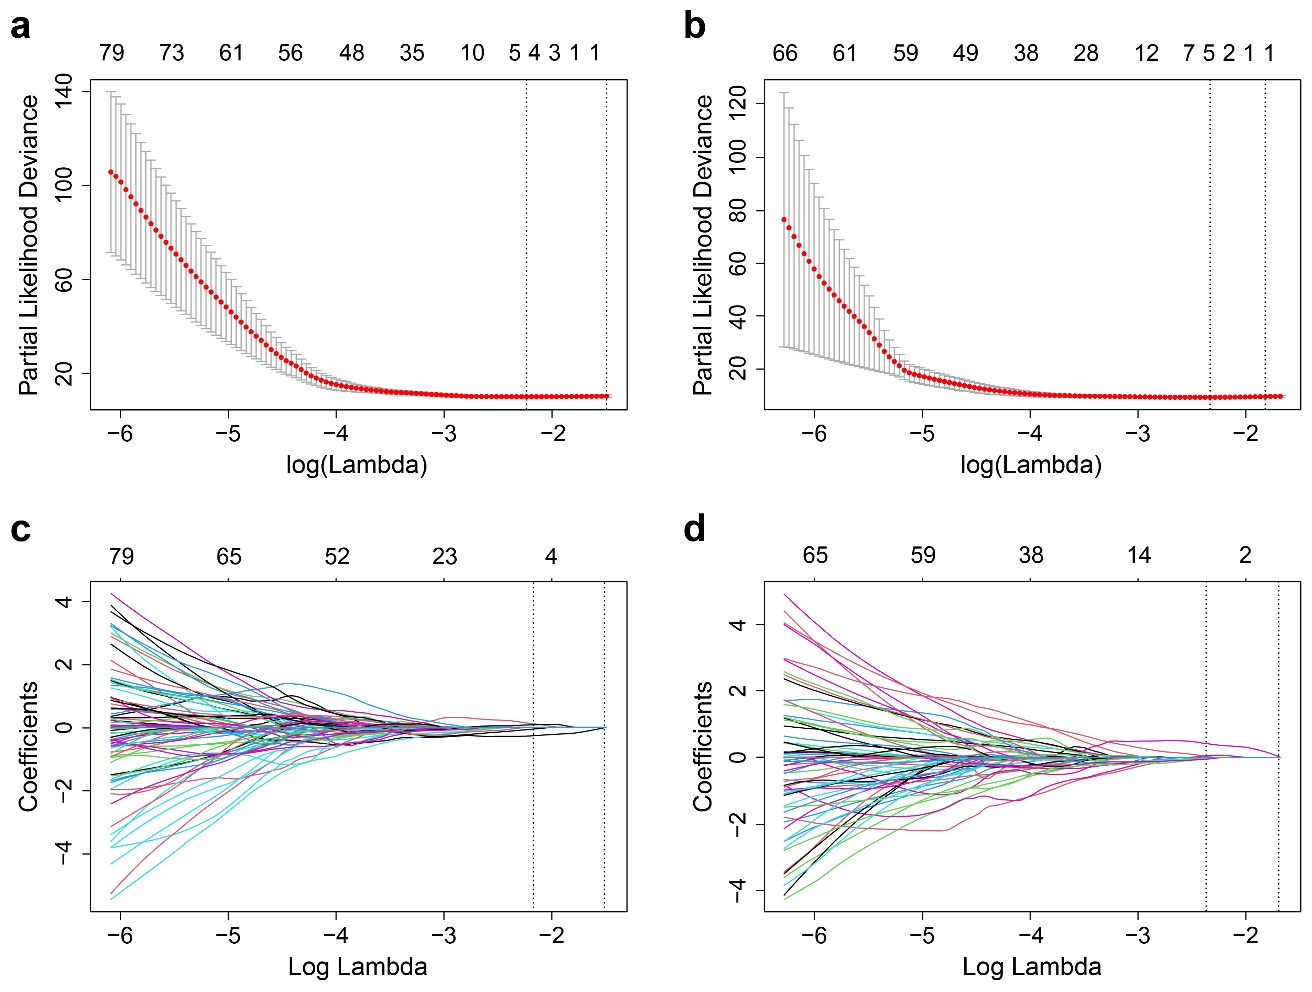 a
79 73 61 56 48 35 10 5 4 3 1 1
Partial Likelihood Deviance
140
100
60
20
−6 −5 −4 −3 −2
log(Lambda)
b
66 61 59 49 38 28 12 7 5 2 1 1
Partial Likelihood Deviance
120
100
80
60
40
20
−6 −5 −4 −3 −2
log(Lambda)
c
79 65 52 23 4
Coefficients
4
2
0
−2
−4
−6 −5 −4 −3 −2
Log Lambda
d
65 59 38 14 2
Coefficients
4
2
0
−2
−4
−6 −5 −4 −3 −2
Log Lambda